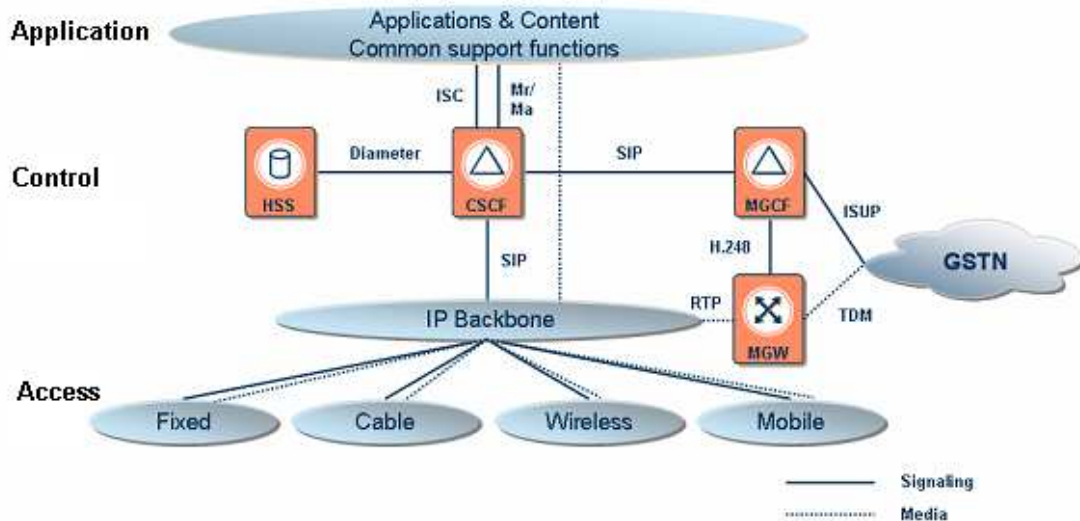 Application
Applications & Content
Common support functions
ISC
Mr/
Ma
Control
HSS
Diameter
CSCF
SIP
MGCF
ISUP
SIP
H.248
GSTN
IP Backbone
RTP
MGW
TDM
Access
Fixed
Cable
Wireless
Mobile
Signaling
Media